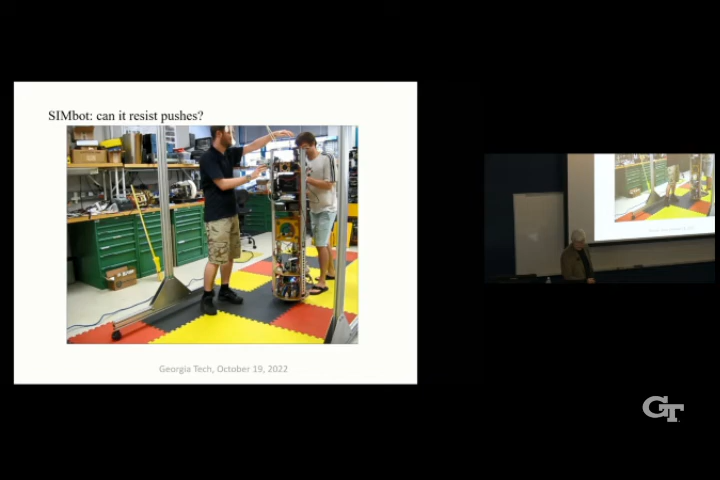 SIMbot: can it resist pushes?
Georgia Tech, October 19, 2022
GT